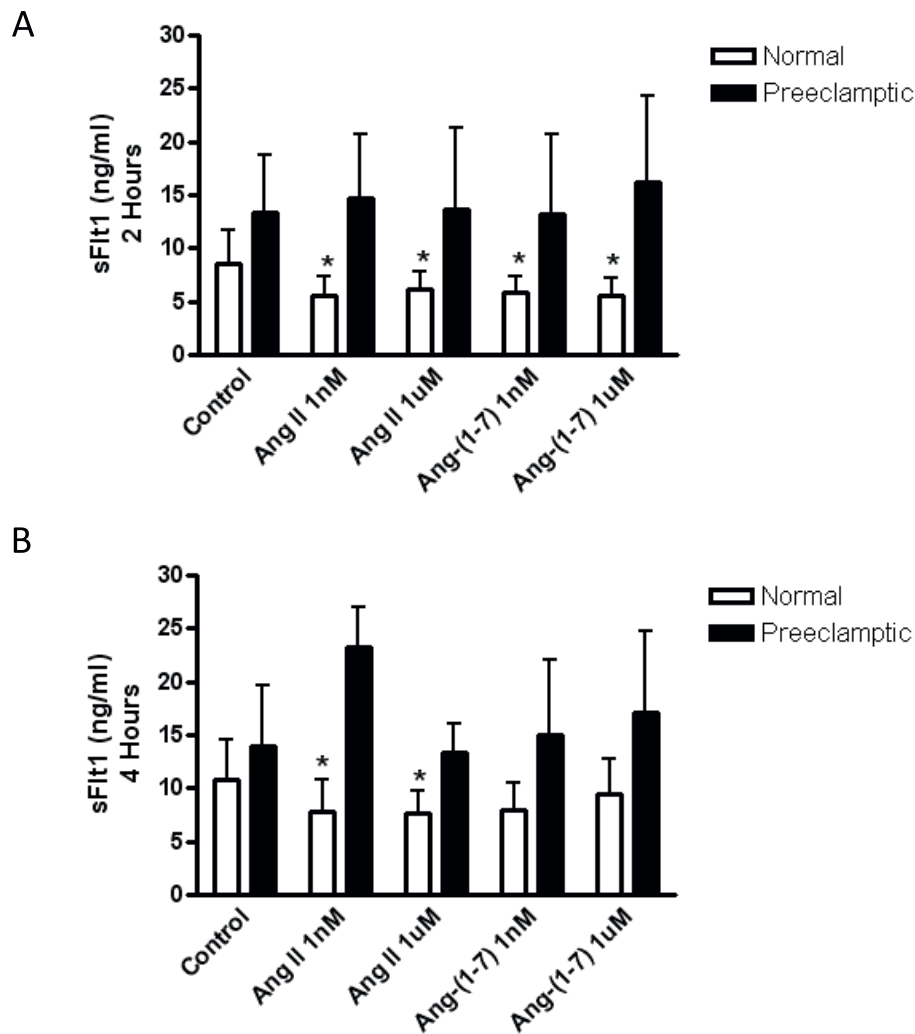 A
30
25
20
15
10
5
0
sFlt1 (ng/ml)
2 Hours
* * * *
Control
Ang II 1nM
Ang II 1uM
Ang-(1-7) 1nM
Ang-(1-7) 1uM
Normal
Preeclamptic
B
30
25
20
15
10
5
0
sFlt1 (ng/ml)
4 Hours
* *
Control
Ang II 1nM
Ang II 1uM
Ang-(1-7) 1nM
Ang-(1-7) 1uM
Normal
Preeclamptic